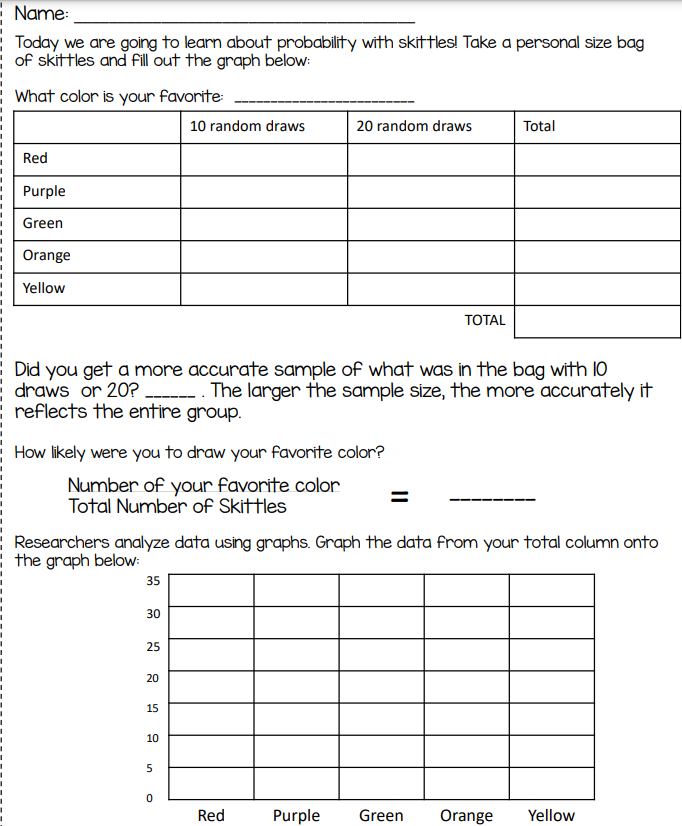 Name: ___________________________________
Today we are going to learn about probability with skittles! Take a personal size bag
of skittles and fill out the graph below:
What color is your favorite: _________________________
10 random draws 20 random draws Total
Red
Purple
Green
Orange
Yellow
TOTAL
Did you get a more accurate sample of what was in the bag with 10
draws or 20? ______ . The larger the sample size, the more accurately it
reflects the entire group.
How likely were you to draw your favorite color?
Number of your favorite color
Total Number of Skittles = ________
Researchers analyze data using graphs. Graph the data from your total column onto
the graph below:
35
30
25
20
15
10
5
0
Red Purple Green Orange Yellow